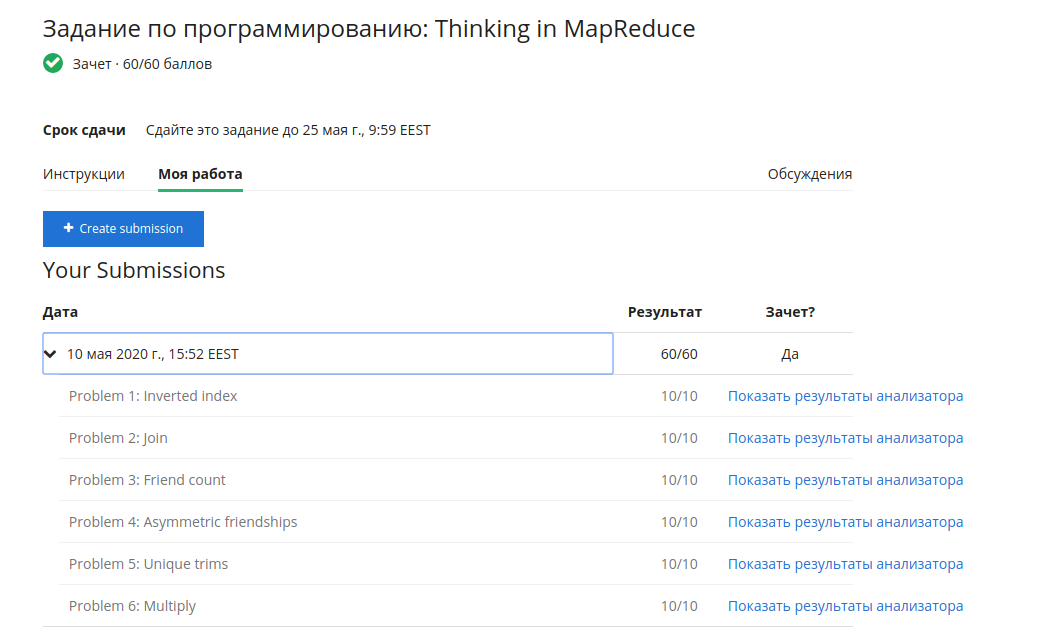 Задание по программированию: Thinking in MapReduce
Зачет · 60/60 баллов
Срок сдачи Сдайте это задание до 25 мая г., 9:59 EEST
Инструкции Моя работа Обсуждения
+ Create submission
Your Submissions
Дата Результат Зачет?
10 мая 2020 г., 15:52 EEST 60/60 Да
Problem 1: Inverted index 10/10 Показать результаты анализатора
Problem 2: Join 10/10 Показать результаты анализатора
Problem 3: Friend count 10/10 Показать результаты анализатора
Problem 4: Asymmetric friendships 10/10 Показать результаты анализатора
Problem 5: Unique trims 10/10 Показать результаты анализатора
Problem 6: Multiply 10/10 Показать результаты анализатора